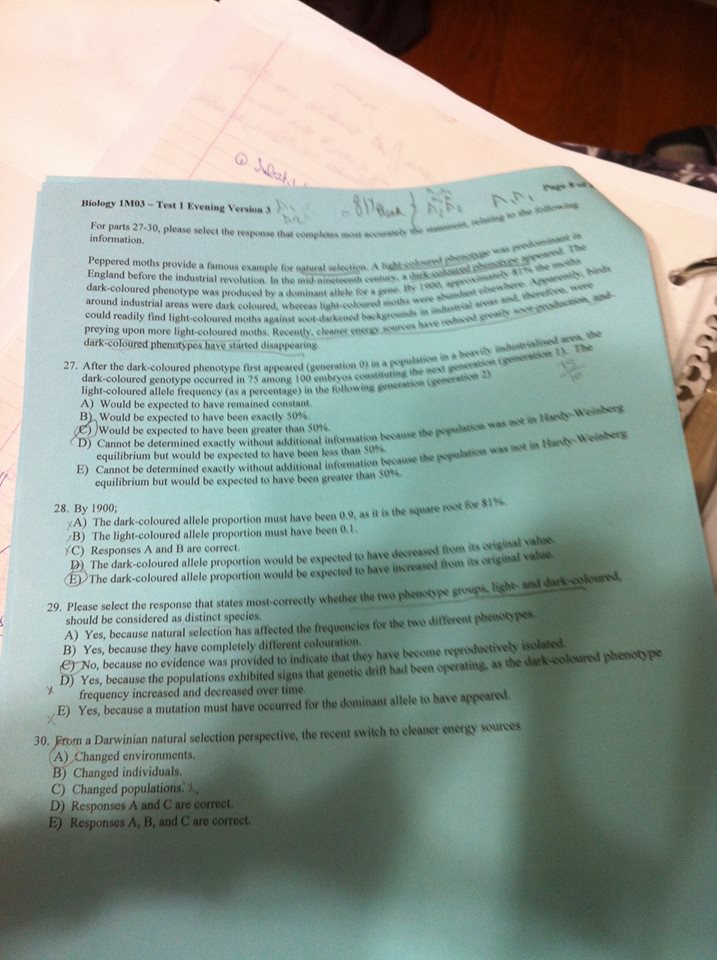 Biology 1M03 – Test 1 Evening Version 3
Page 8 of
For parts 27-30, please select the response that completes most accurately the statement, relating to the following
information.
Peppered moths provide a famous example for natural selection. A light-coloured phenotype was predominant in
England before the industrial revolution. In the mid-nineteenth century, a dark-coloured phenotype appeared. The
dark-coloured phenotype was produced by a dominant allele for a gene. By 1900, approximately 81% the moths
around industrial areas were dark coloured, whereas light-coloured moths were abundant elsewhere. Apparently, birds
could readily find light-coloured moths against soot-darkened backgrounds in industrial areas and, therefore, were
preying upon more light-coloured moths. Recently, cleaner energy sources have reduced greatly soot-production, and
dark-coloured phenotypes have started disappearing.
27. After the dark-coloured phenotype first appeared (generation 0) in a population in a heavily industrialised area, the
dark-coloured genotype occurred in 75 among 100 embryos constituting the next generation (generation 1). The
light-coloured allele frequency (as a percentage) in the following generation (generation 2)
A) Would be expected to have remained constant.
B) Would be expected to have been exactly 50%.
C) Would be expected to have been greater than 50%.
D) Cannot be determined exactly without additional information because the population was not in Hardy-Weinberg
equilibrium but would be expected to have been less than 50%.
E) Cannot be determined exactly without additional information because the population was not in Hardy-Weinberg
equilibrium but would be expected to have been greater than 50%.
28. By 1900;
A) The dark-coloured allele proportion must have been 0.9, as it is the square root for 81%.
B) The light-coloured allele proportion must have been 0.1.
C) Responses A and B are correct.
D) The dark-coloured allele proportion would be expected to have decreased from its original value.
E) The dark-coloured allele proportion would be expected to have increased from its original value.
29. Please select the response that states most-correctly whether the two phenotype groups, light- and dark-coloured,
should be considered as distinct species.
A) Yes, because natural selection has affected the frequencies for the two different phenotypes.
B) Yes, because they have completely different colouration.
C) No, because no evidence was provided to indicate that they have become reproductively isolated.
D) Yes, because the populations exhibited signs that genetic drift had been operating, as the dark-coloured phenotype
frequency increased and decreased over time.
E) Yes, because a mutation must have occurred for the dominant allele to have appeared.
30. From a Darwinian natural selection perspective, the recent switch to cleaner energy sources
A) Changed environments.
B) Changed individuals.
C) Changed populations.
D) Responses A and C are correct.
E) Responses A, B, and C are correct.